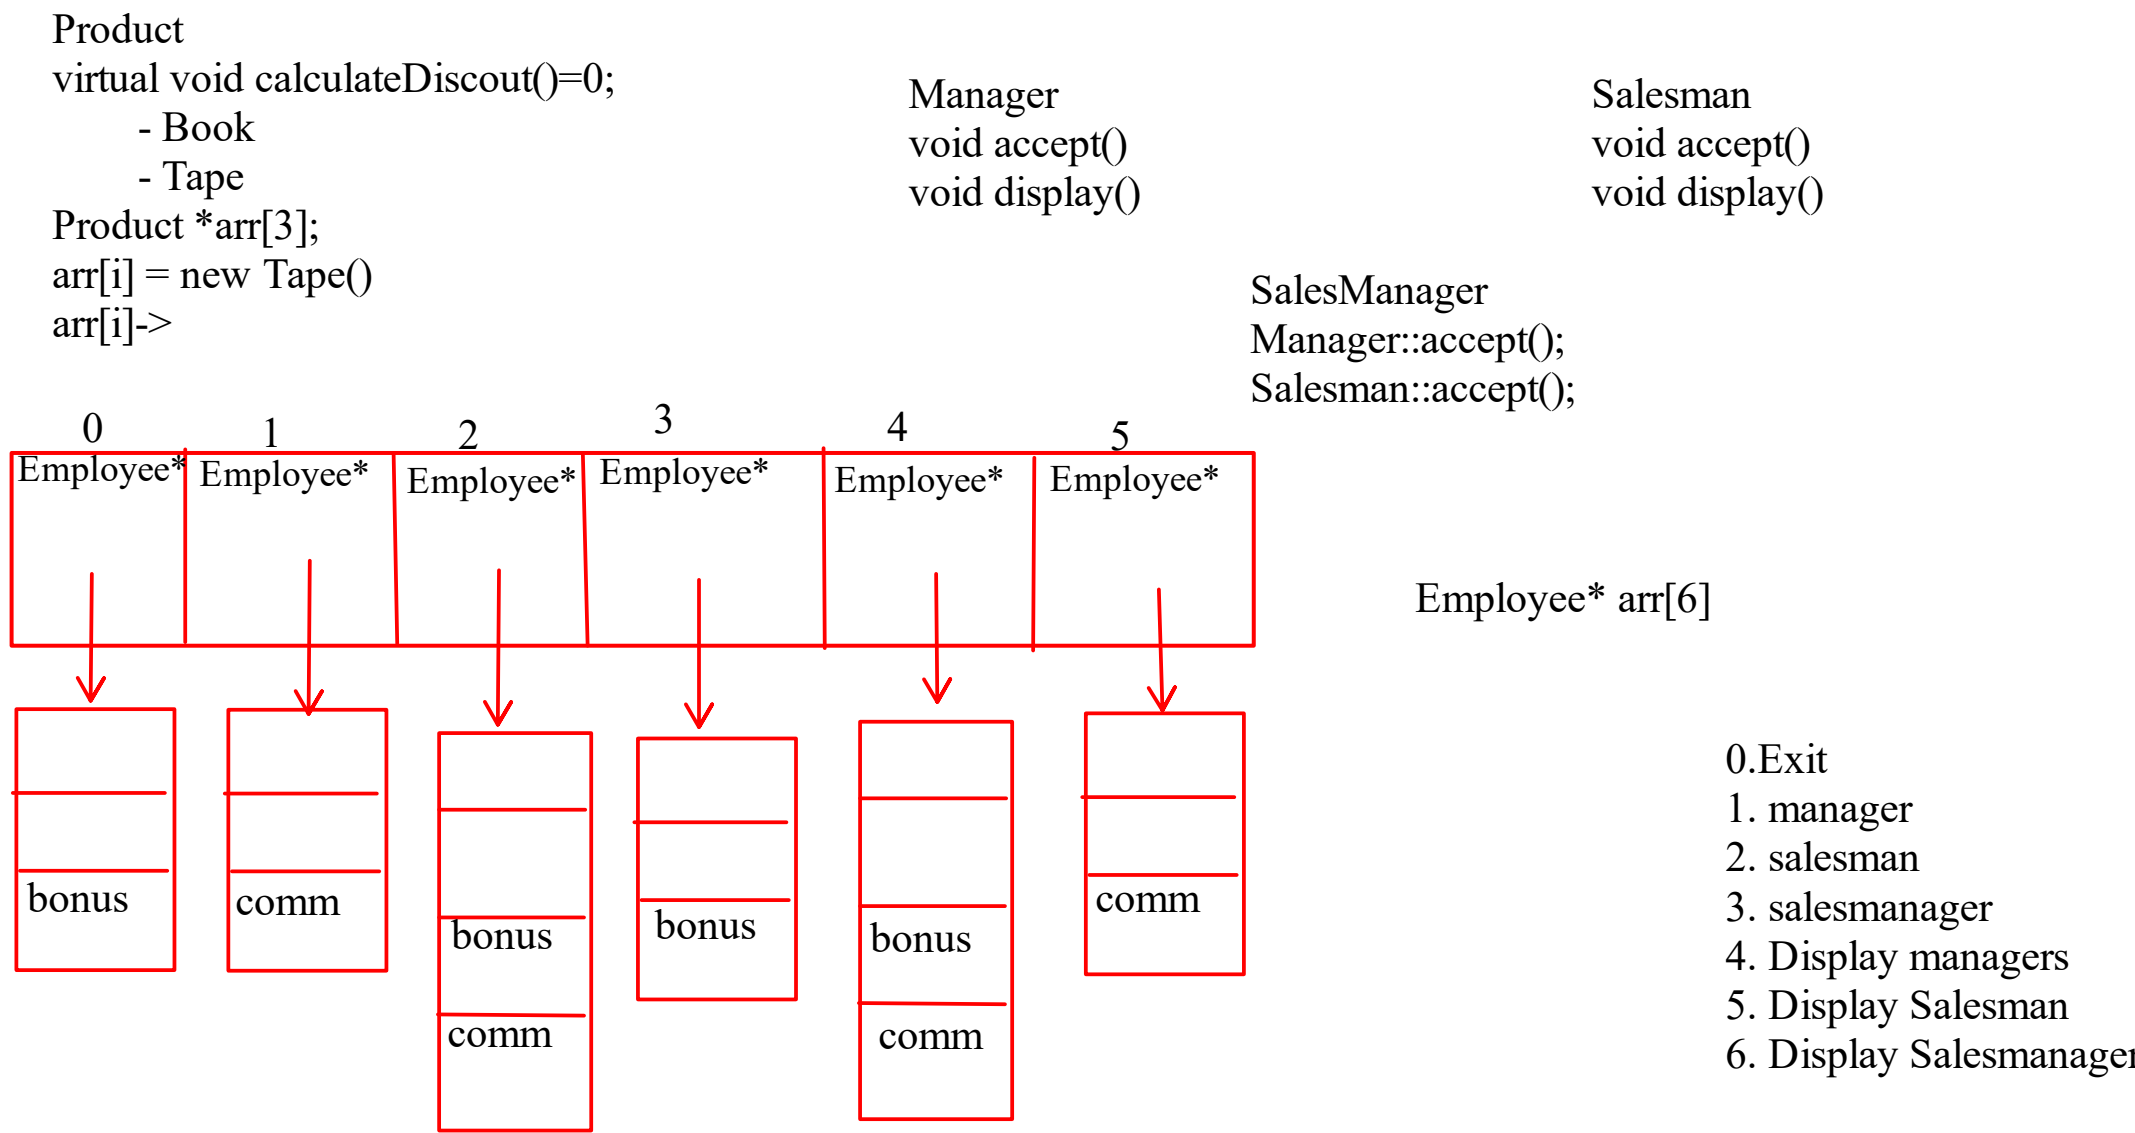 Product
virtual void calculateDiscout()=0;
- Book
- Tape
Product *arr[3];
arr[i] = new Tape()
arr[i]->
Manager
void accept()
void display()
Salesman
void accept()
void display()
SalesManager
Manager::accept();
Salesman::accept();
0 1 2 3 4 5
Employee* Employee* Employee* Employee* Employee* Employee*
Employee* arr[6]
bonus comm bonus bonus bonus comm
comm comm
0.Exit
1. manager
2. salesman
3. salesmanager
4. Display managers
5. Display Salesman
6. Display Salesmanager